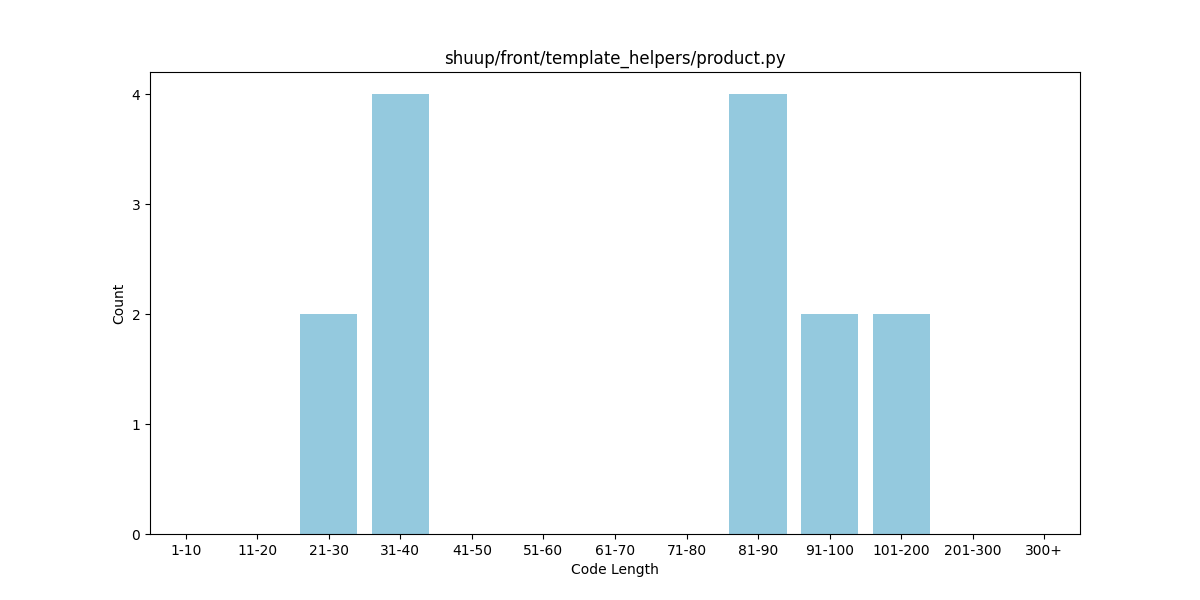 shuup/front/template_helpers/product.py
Count
4
3
2
1
0
1-10 11-20 21-30 31-40 41-50 51-60 61-70 71-80 81-90 91-100 101-200 201-300 300+
Code Length